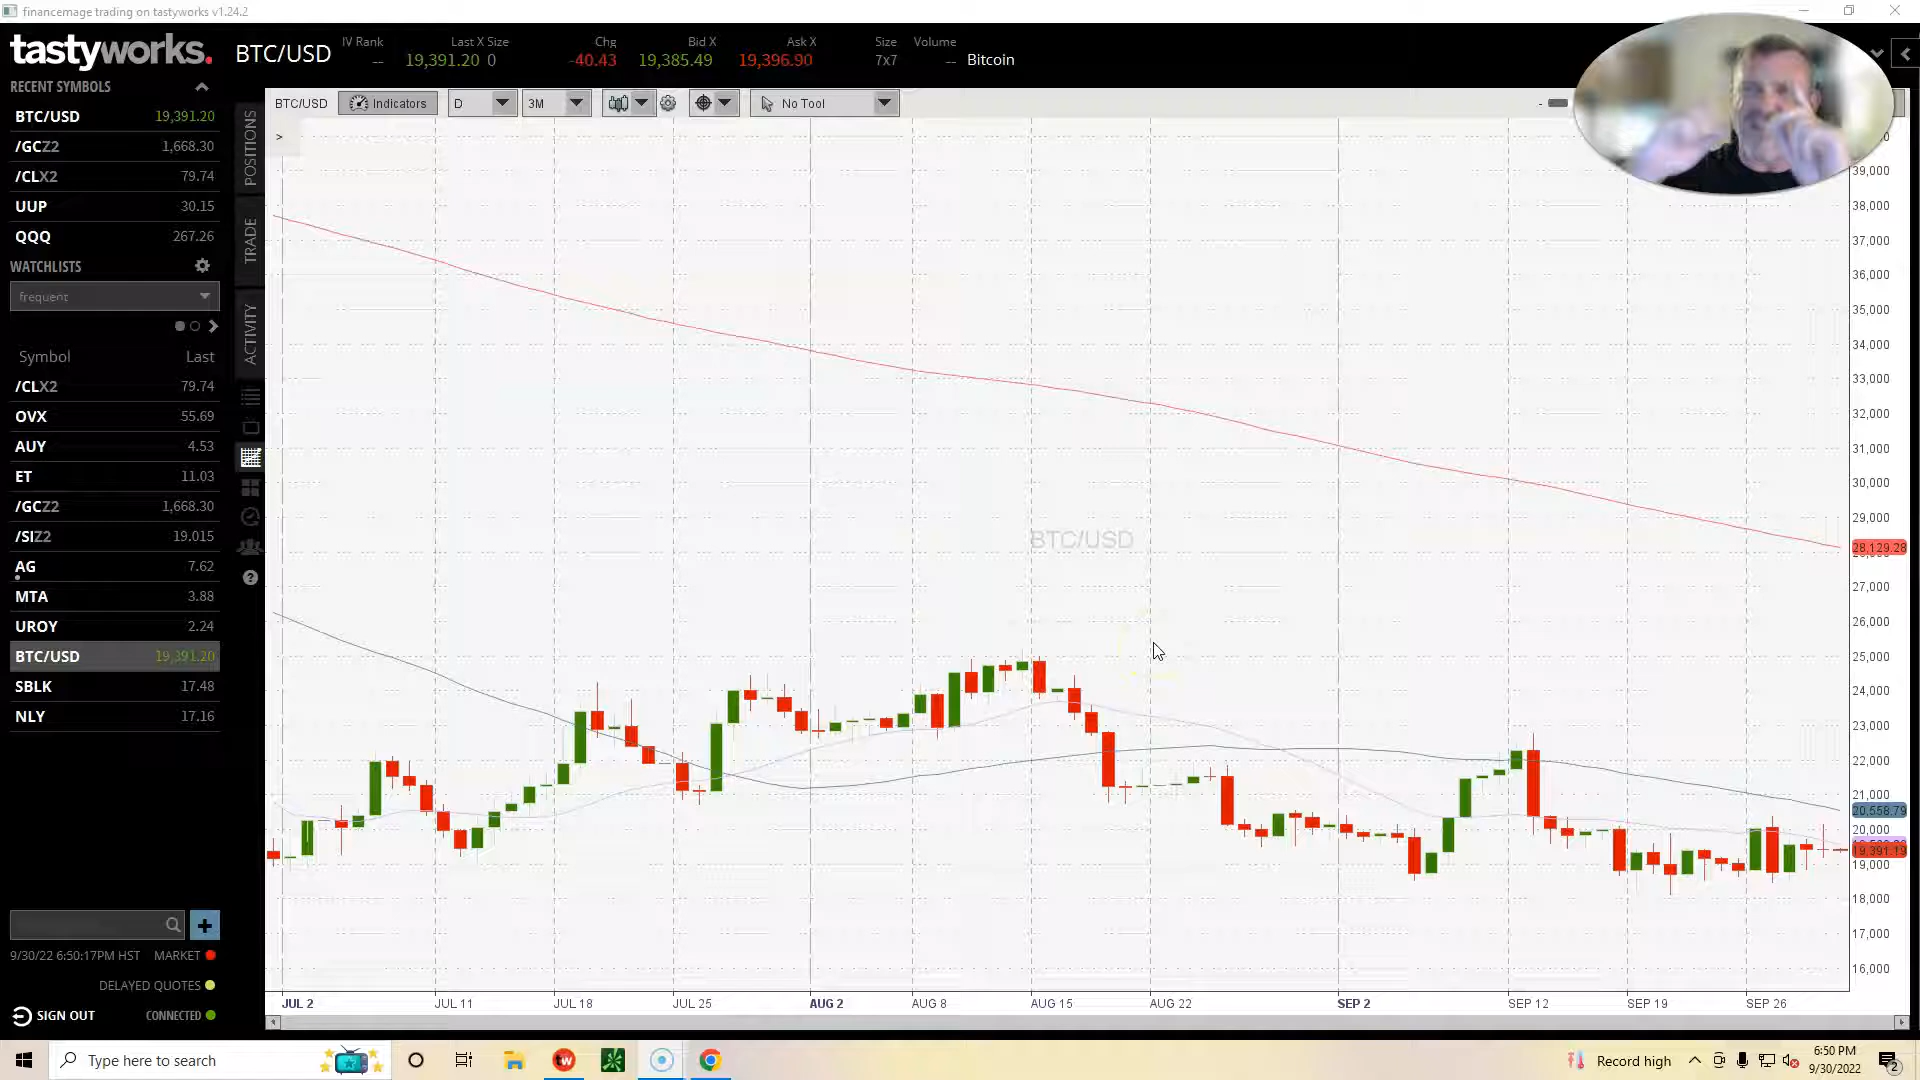 financemage trading on tastyworks v1.24.2
tastyworks.
BTC/USD
IV Rank
--
Last X Size
19,391.20 0
Chg
-40.43
Bid X
19,385.49
Ask X
19,396.90
Size
7x7
Volume
--
Bitcoin
RECENT SYMBOLS
BTC/USD 19,391.20
/GCZ2 1,668.30
/CLX2 79.74
UUP 30.15
QQQ 267.26
WATCHLISTS
frequent
Symbol Last
/CLX2 79.74
OVX 55.69
AUY 4.53
ET 11.03
/GCZ2 1,668.30
/SIZ2 19.015
AG 7.62
MTA 3.88
UROY 2.24
BTC/USD 19,391.20
SBLK 17.48
NLY 17.16
9/30/22 6:50:17PM HST MARKET
DELAYED QUOTES
SIGN OUT CONNECTED
POSITIONS
TRADE
ACTIVITY
BTC/USD Indicators D 3M No Tool
>
BTC/USD
39,000
38,000
37,000
36,000
35,000
34,000
33,000
32,000
31,000
30,000
29,000
28,129.28
27,000
26,000
25,000
24,000
23,000
22,000
21,000
20,558.79
20,000
19,391.19
19,000
18,000
17,000
16,000
JUL 2 JUL 11 JUL 18 JUL 25 AUG 2 AUG 8 AUG 15 AUG 22 SEP 2 SEP 12 SEP 19 SEP 26
Type here to search
tw
Record high
6:50 PM
9/30/2022
2